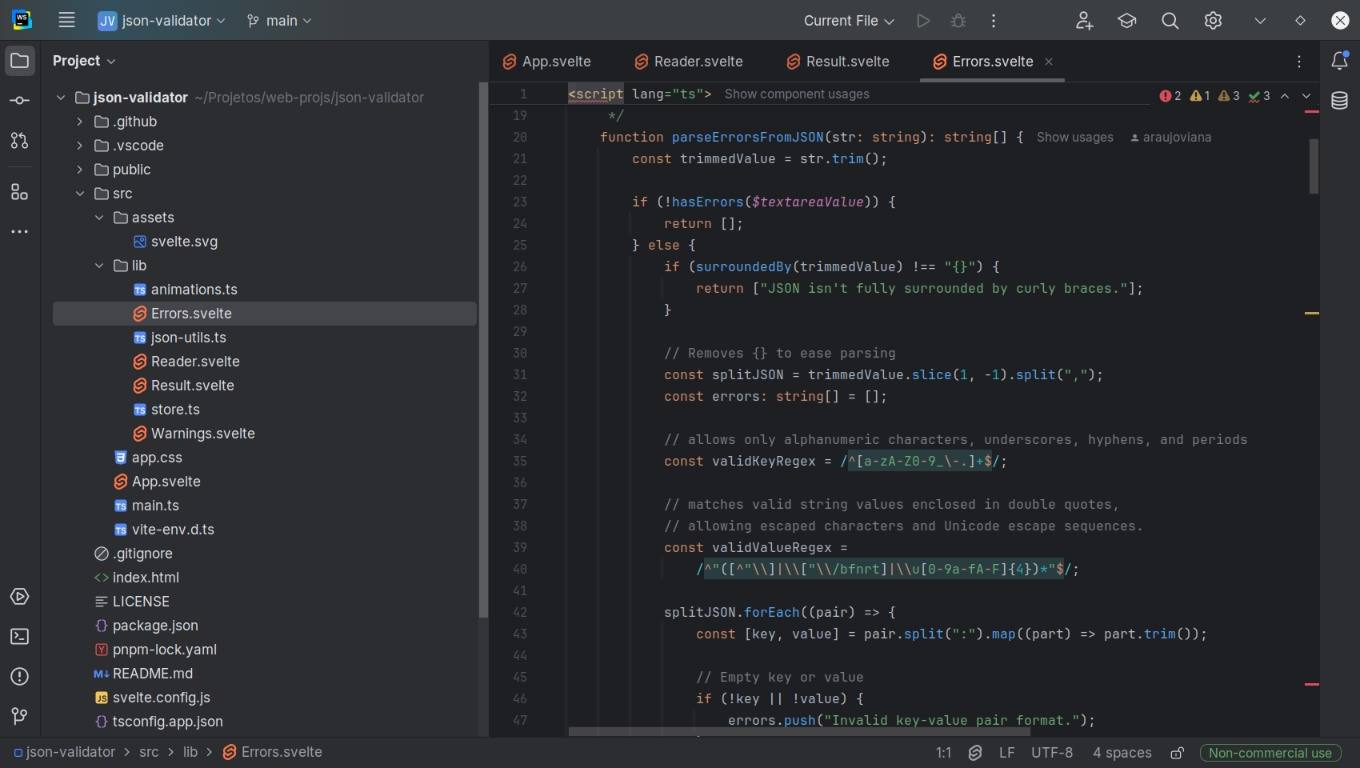 WS JV json-validator main Current File
Project
json-validator ~/Projetos/web-projs/json-validator
.github
.vscode
public
src
assets
svelte.svg
lib
TS animations.ts
Errors.svelte
TS json-utils.ts
Reader.svelte
Result.svelte
TS store.ts
Warnings.svelte
app.css
App.svelte
TS main.ts
TS vite-env.d.ts
.gitignore
<> index.html
LICENSE
{} package.json
Y pnpm-lock.yaml
M↓ README.md
JS svelte.config.js
{} tsconfig.app.json
App.svelte Reader.svelte Result.svelte Errors.svelte
1 <script lang="ts"> Show component usages 2 1 3 3
19 */
20 function parseErrorsFromJSON(str: string): string[] { Show usages araujoviana
21 const trimmedValue = str.trim();
22
23 if (!hasErrors($textareaValue)) {
24 return [];
25 } else {
26 if (surroundedBy(trimmedValue) !== "{}") {
27 return ["JSON isn't fully surrounded by curly braces."];
28 }
29
30 // Removes {} to ease parsing
31 const splitJSON = trimmedValue.slice(1, -1).split(",");
32 const errors: string[] = [];
33
34 // allows only alphanumeric characters, underscores, hyphens, and periods
35 const validKeyRegex = /^[a-zA-Z0-9_\-.]+$/;
36
37 // matches valid string values enclosed in double quotes,
38 // allowing escaped characters and Unicode escape sequences.
39 const validValueRegex =
40 /^"([^"\\]|\\["\\/bfnrt]|\\u[0-9a-fA-F]{4})*"$/;
41
42 splitJSON.forEach((pair) => {
43 const [key, value] = pair.split(":").map((part) => part.trim());
44
45 // Empty key or value
46 if (!key || !value) {
47 errors.push("Invalid key-value pair format.");
json-validator > src > lib > Errors.svelte 1:1 LF UTF-8 4 spaces Non-commercial use